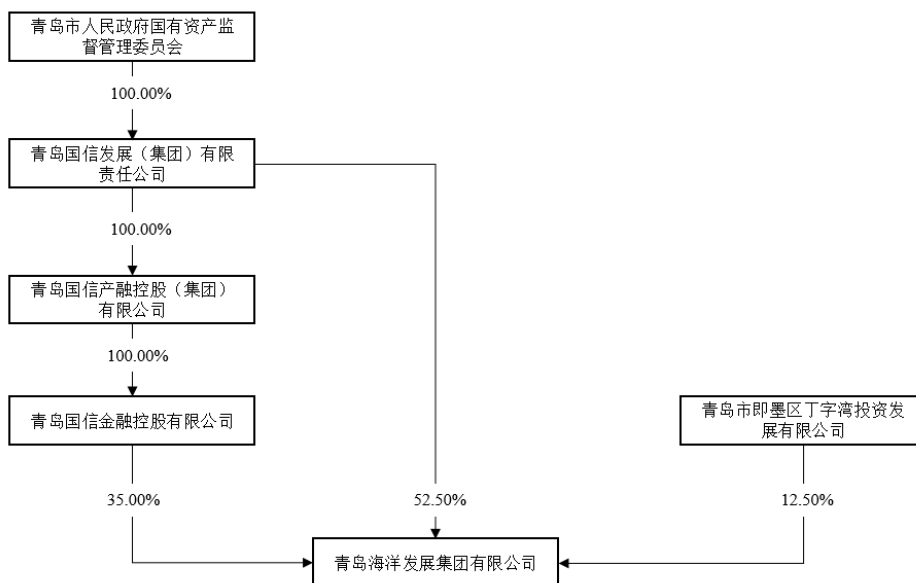 青岛市人民政府国有资产监
督管理委员会
100.00%
青岛国信发展（集团）有限
责任公司
100.00%
青岛国信产融控股（集团）
有限公司
100.00%
青岛国信金融控股有限公司
青岛市即墨区丁字湾投资发
展有限公司
35.00%
52.50%
12.50%
青岛海洋发展集团有限公司